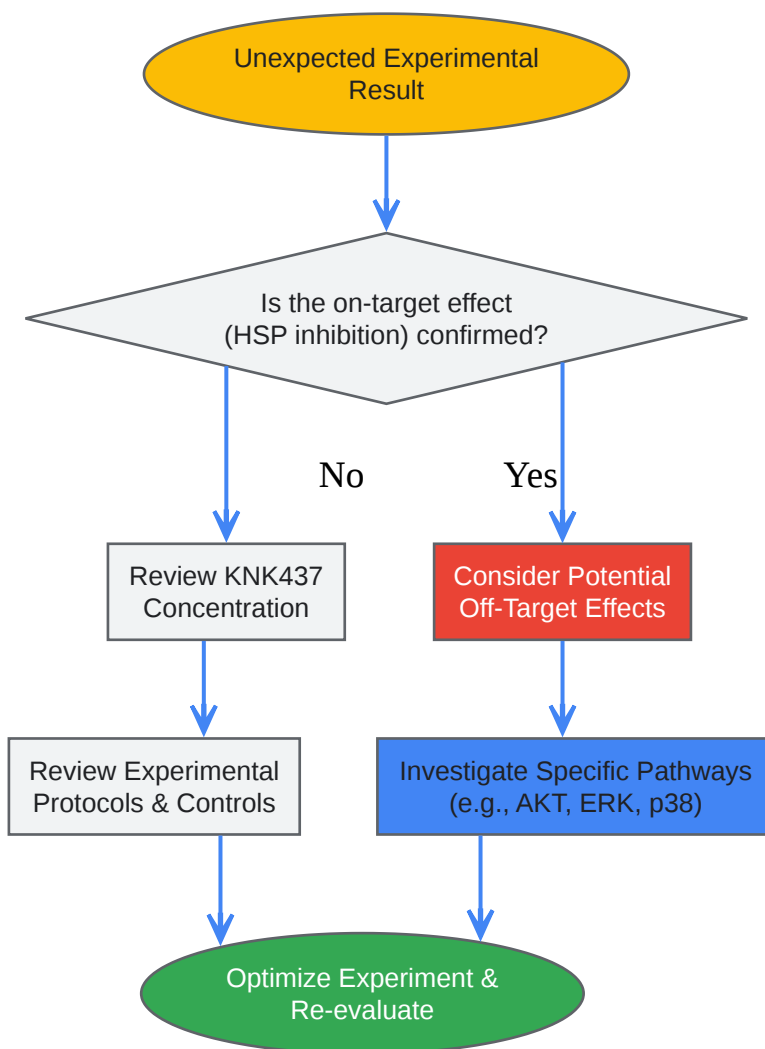 Unexpected Experimental
Result
Is the on-target effect
(HSP inhibition) confirmed?
No
Yes
Review KNK437
Concentration
Consider Potential
Off-Target Effects
Review Experimental
Protocols & Controls
Investigate Specific Pathways
(e.g., AKT, ERK, p38)
Optimize Experiment &
Re-evaluate